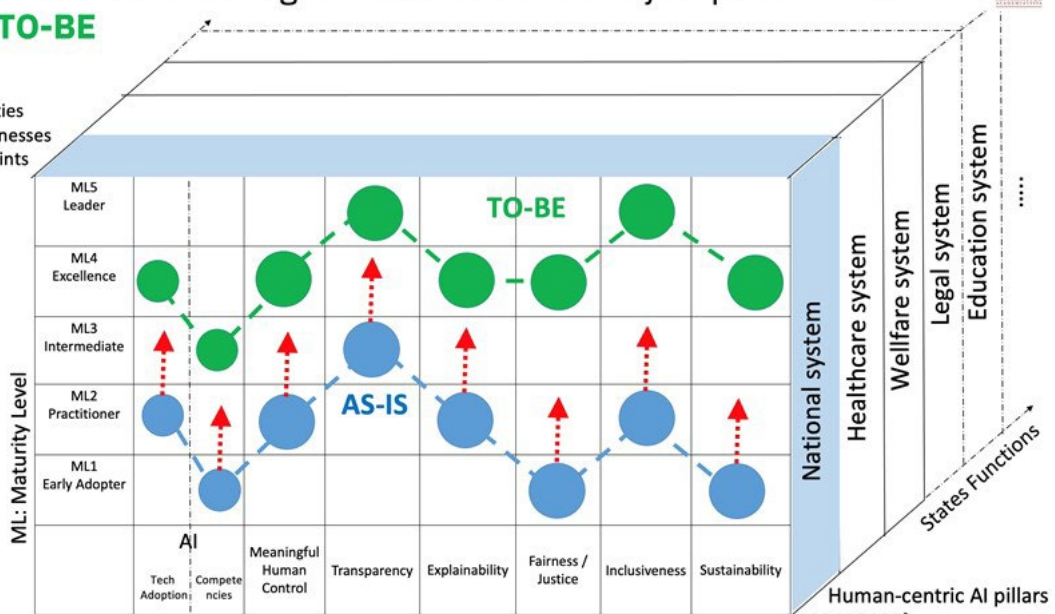 TO-BE
ties
nesses
ints
ML5
Leader
TO-BE
ML4
Excellence
ML3
Intermediate
AS-IS
ML2
Practitioner
ML1
Early Adopter
ML: Maturity Level
AI
Tech
Adoption
Compete
ncies
Meaningful
Human
Control
Transparency
Explainability
Fairness /
Justice
Inclusiveness
Sustainability
National system
Healthcare system
Wellfare system
Legal system
Education system
.....
States Functions
Human-centric AI pillars